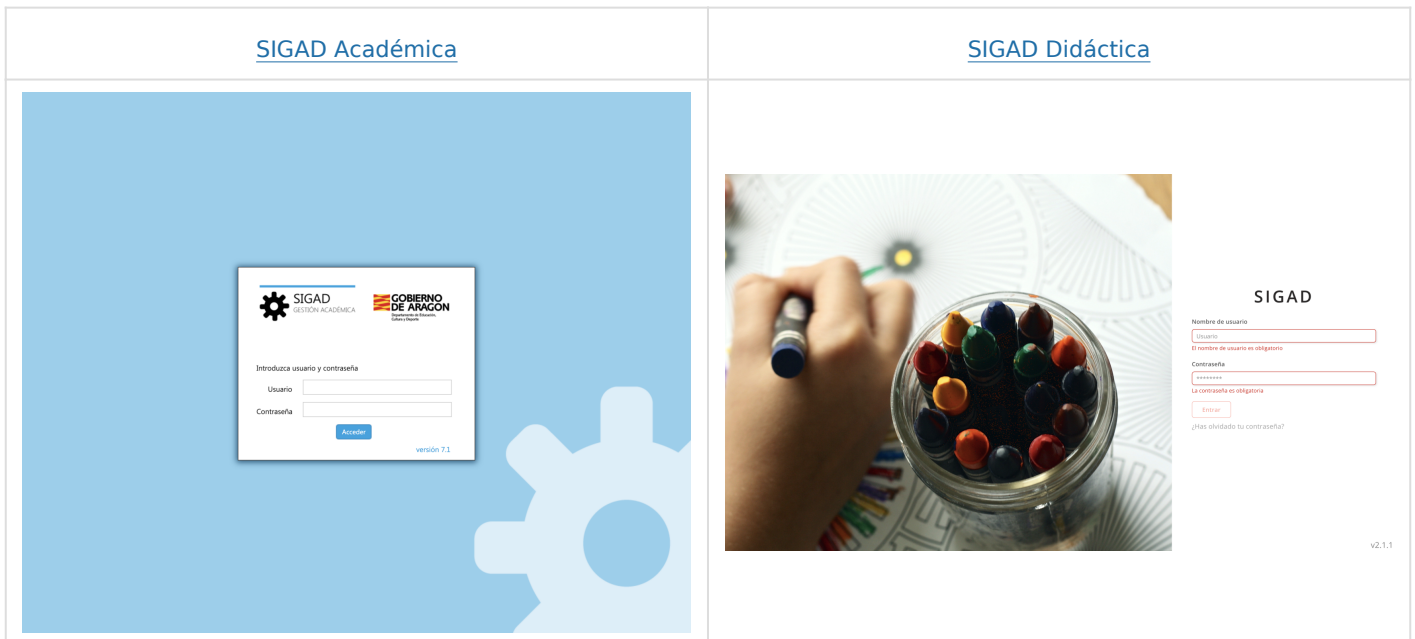 SIGAD Académica
SIGAD Didáctica
SIGAD
GESTIÓN ACADÉMICA
GOBIERNO
DE ARAGON
Departamento de Educación,
Cultura y Deporte
Introduzca usuario y contraseña
Usuario
Contraseña
Acceder
versión 7.1
SIGAD
Nombre de usuario
Usuario
El nombre de usuario es obligatorio
Contraseña
********
La contraseña es obligatoria
Entrar
¿Has olvidado tu contraseña?
v2.1.1